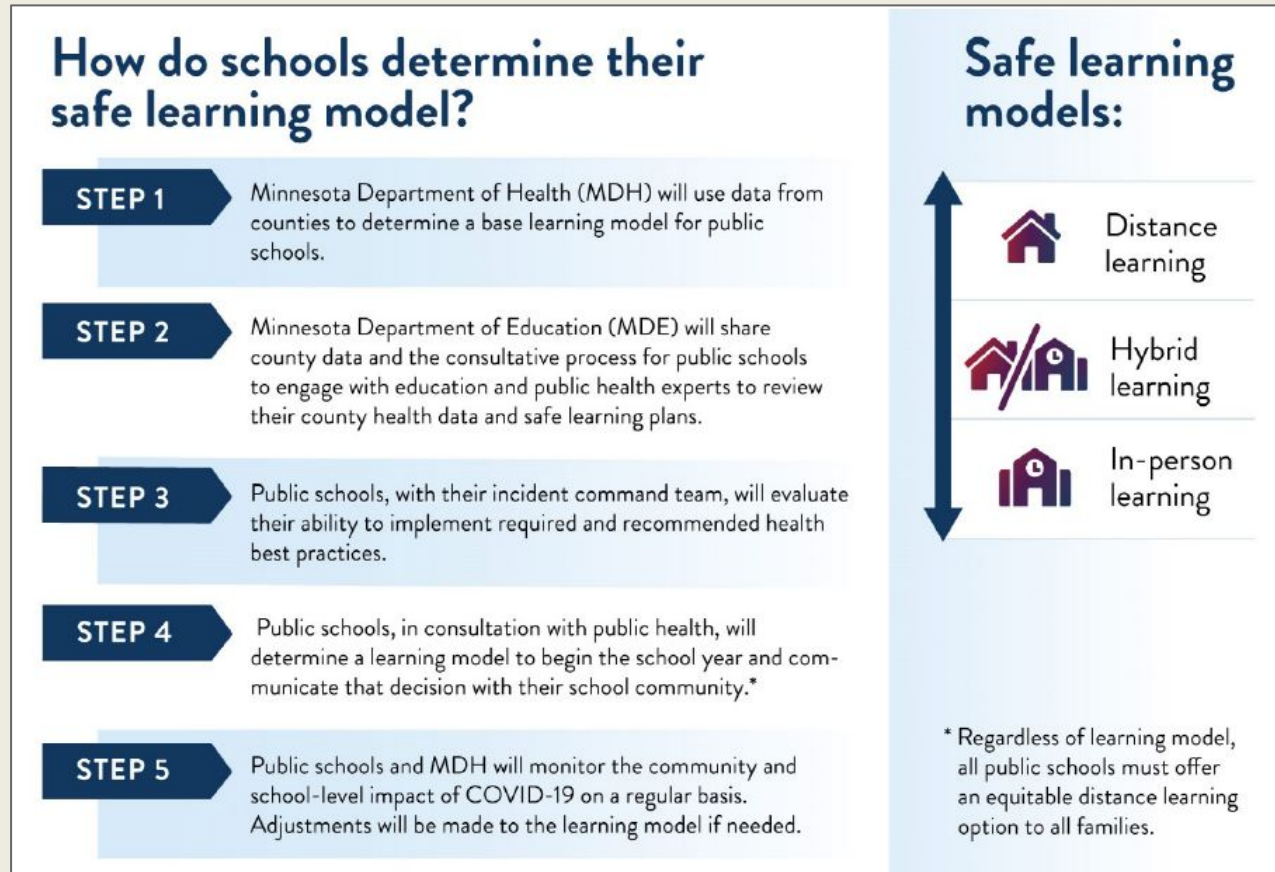 How do schools determine their
safe learning model?
STEP 1
Minnesota Department of Health (MDH) will use data from
counties to determine a base learning model for public
schools.
STEP 2
Minnesota Department of Education (MDE) will share
county data and the consultative process for public schools
to engage with education and public health experts to review
their county health data and safe learning plans.
STEP 3
Public schools, with their incident command team, will evaluate
their ability to implement required and recommended health
best practices.
STEP 4
Public schools, in consultation with public health, will
determine a learning model to begin the school year and com-
municate that decision with their school community.*
STEP 5
Public schools and MDH will monitor the community and
school-level impact of COVID-19 on a regular basis.
Adjustments will be made to the learning model if needed.
Safe learning
models:
Distance
learning
Hybrid
learning
In-person
learning
* Regardless of learning model,
all public schools must offer
an equitable distance learning
option to all families.